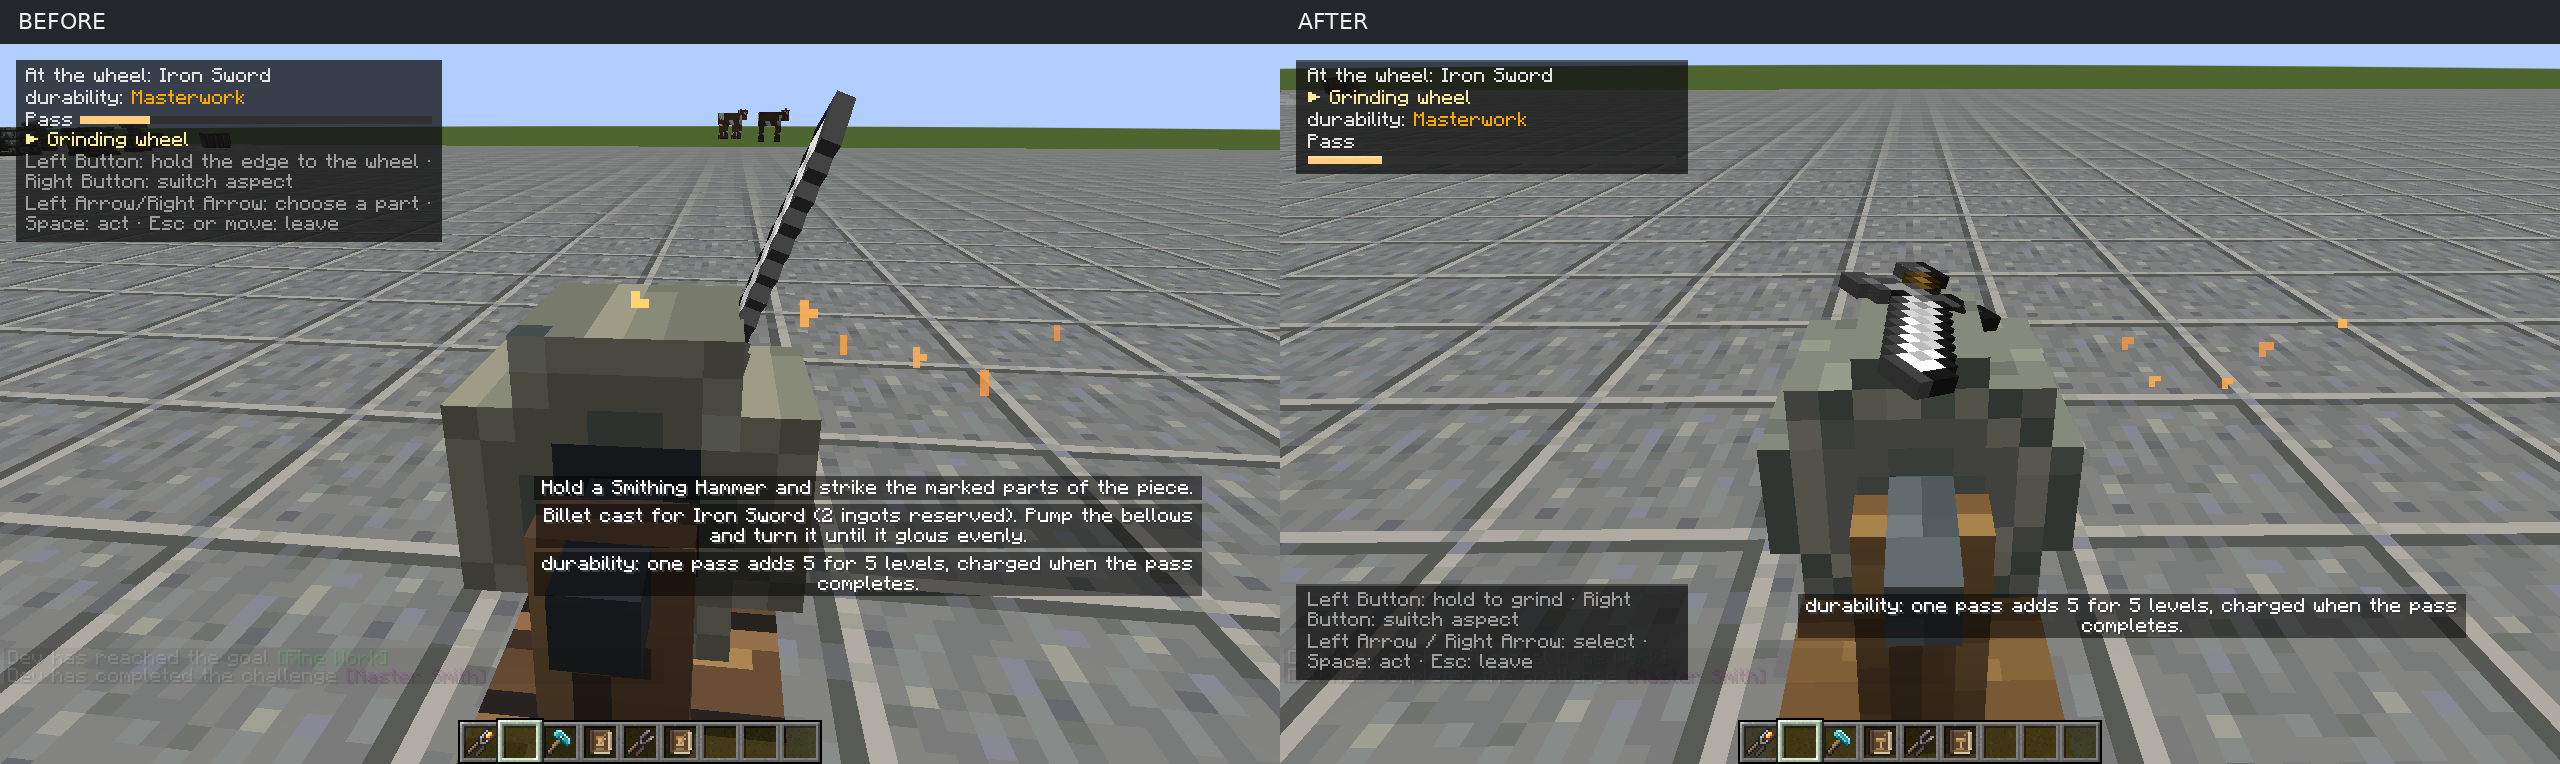 BEFORE
At the wheel: Iron Sword
durability: Masterwork
Pass
► Grinding wheel
Left Button: hold the edge to the wheel ·
Right Button: switch aspect
Left Arrow/Right Arrow: choose a part ·
Space: act · Esc or move: leave
Hold a Smithing Hammer and strike the marked parts of the piece.
Billet cast for Iron Sword (2 ingots reserved). Pump the bellows
and turn it until it glows evenly.
durability: one pass adds 5 for 5 levels, charged when the pass
completes.
Dev has reached the goal [Fine Work]
Dev has completed the challenge [Master Smith]
AFTER
At the wheel: Iron Sword
► Grinding wheel
durability: Masterwork
Pass
Left Button: hold to grind · Right
Button: switch aspect
Left Arrow / Right Arrow: select ·
Space: act · Esc: leave
durability: one pass adds 5 for 5 levels, charged when the pass
completes.
[Master Smith]